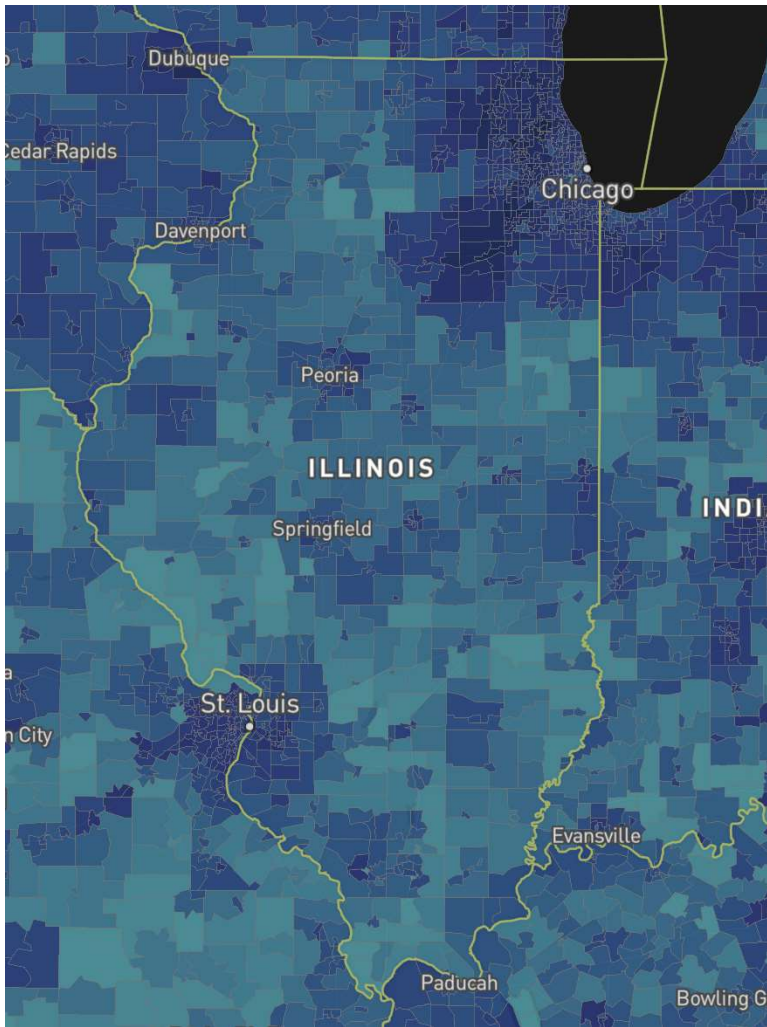 Dubuque
Cedar Rapids
Chicago
Davenport
Peoria
ILLINOIS
INDI
Springfield
St. Louis
n City
Evansville
Paducah
Bowling G